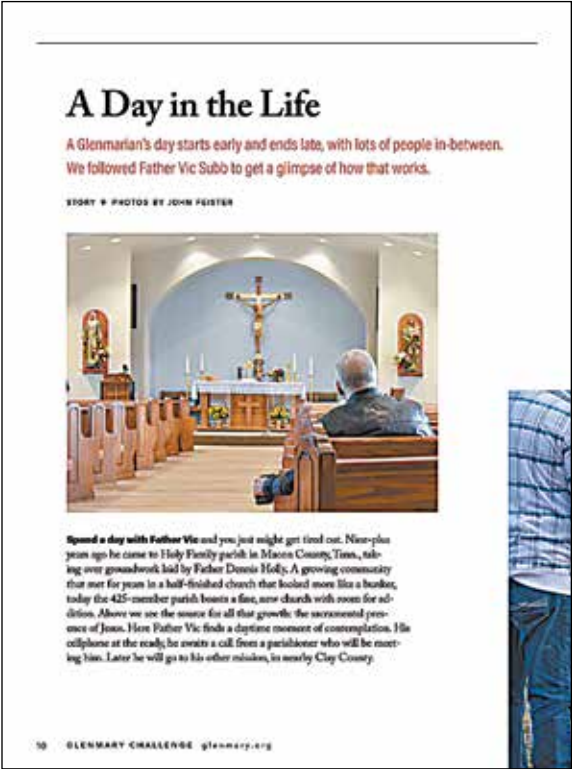 A Day in the Life
A Glenmarian's day starts early and ends late, with lots of people in-between.
We followed Father Vic Subb to get a glimpse of how that works.
STORY + PHOTOS BY JOHN FEISTER
Spend a day with Father Vic and you just might get tired out. Nine-plus
years ago he came to Holy Family parish in Macon County, Tenn., tak-
ing over groundwork laid by Father Dennis Holly. A growing community
that met for years in a half-finished church that looked more like a bunker,
today the 425-member parish boasts a fine, new church with room for ad-
dition. Above we see the source for all that growth: the sacramental pres-
ence of Jesus. Here Father Vic finds a daytime moment of contemplation. His
cellphone at the ready, he awaits a call from a parishioner who will be meet-
ing him. Later he will go to his other mission, in nearby Clay County.
10 GLENMARY CHALLENGE glenmary.org